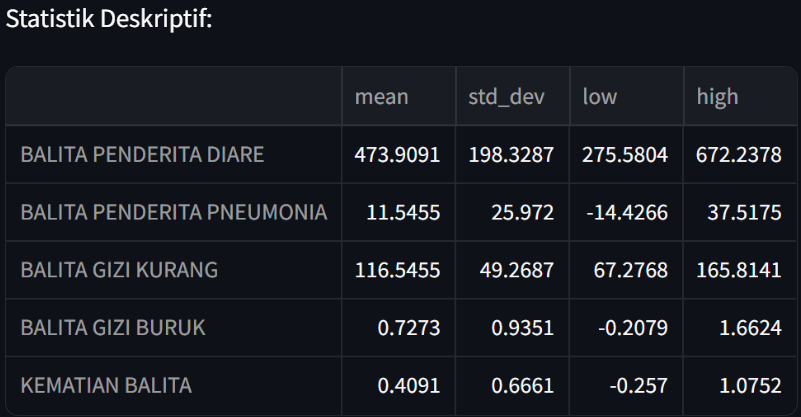 Statistik Deskriptif:
mean std_dev low high
BALITA PENDERITA DIARE 473.9091 198.3287 275.5804 672.2378
BALITA PENDERITA PNEUMONIA 11.5455 25.972 -14.4266 37.5175
BALITA GIZI KURANG 116.5455 49.2687 67.2768 165.8141
BALITA GIZI BURUK 0.7273 0.9351 -0.2079 1.6624
KEMATIAN BALITA 0.4091 0.6661 -0.257 1.0752